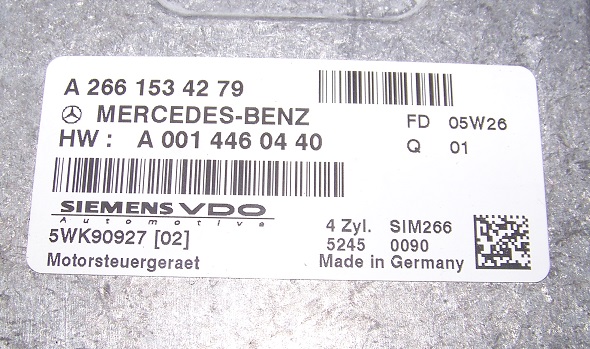 A 266 153 42 79
MERCEDES-BENZ
HW : A 001 446 04 40
FD 05W26
Q 01
SIEMENS VDO
Automotive
5WK90927 [02]
Motorsteuergeraet
4 Zyl. SIM266
5245 0090
Made in Germany